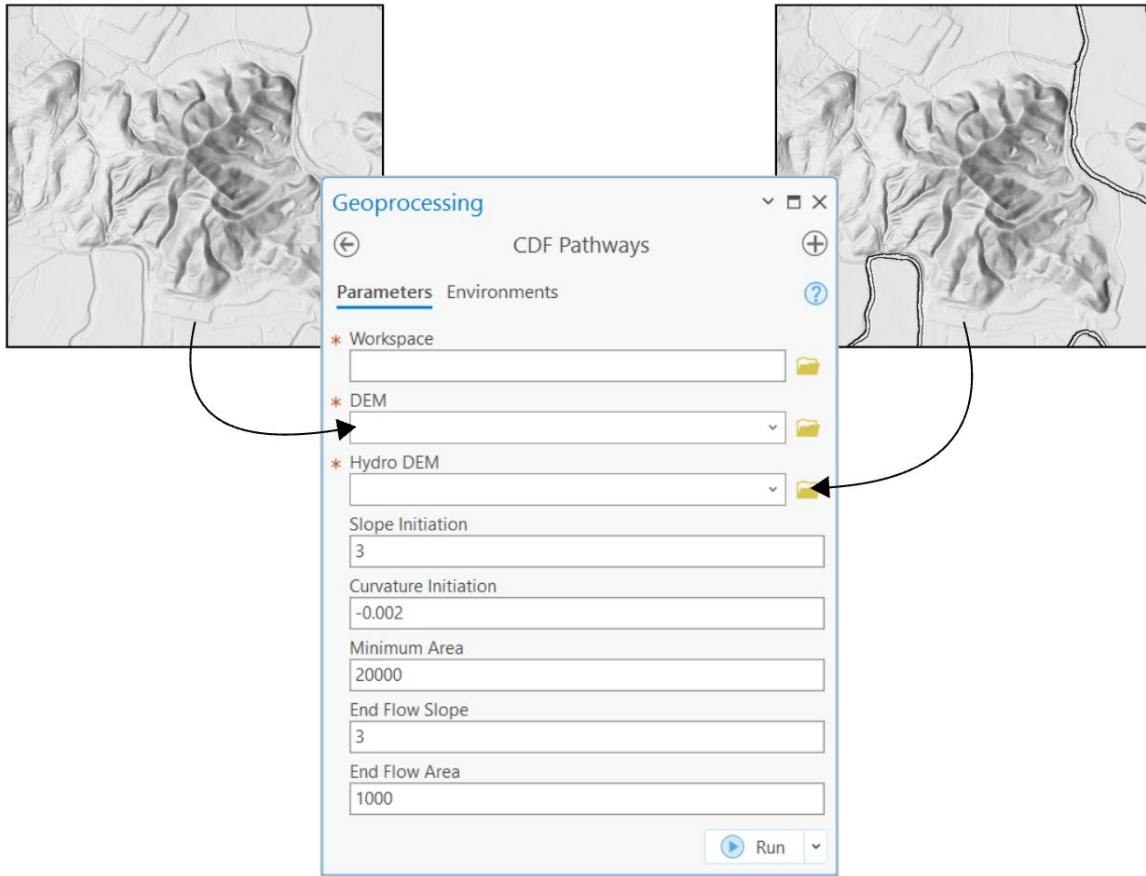 Geoprocessing
CDF Pathways
Parameters Environments
* Workspace
* DEM
* Hydro DEM
Slope Initiation
3
Curvature Initiation
-0.002
Minimum Area
20000
End Flow Slope
3
End Flow Area
1000
Run